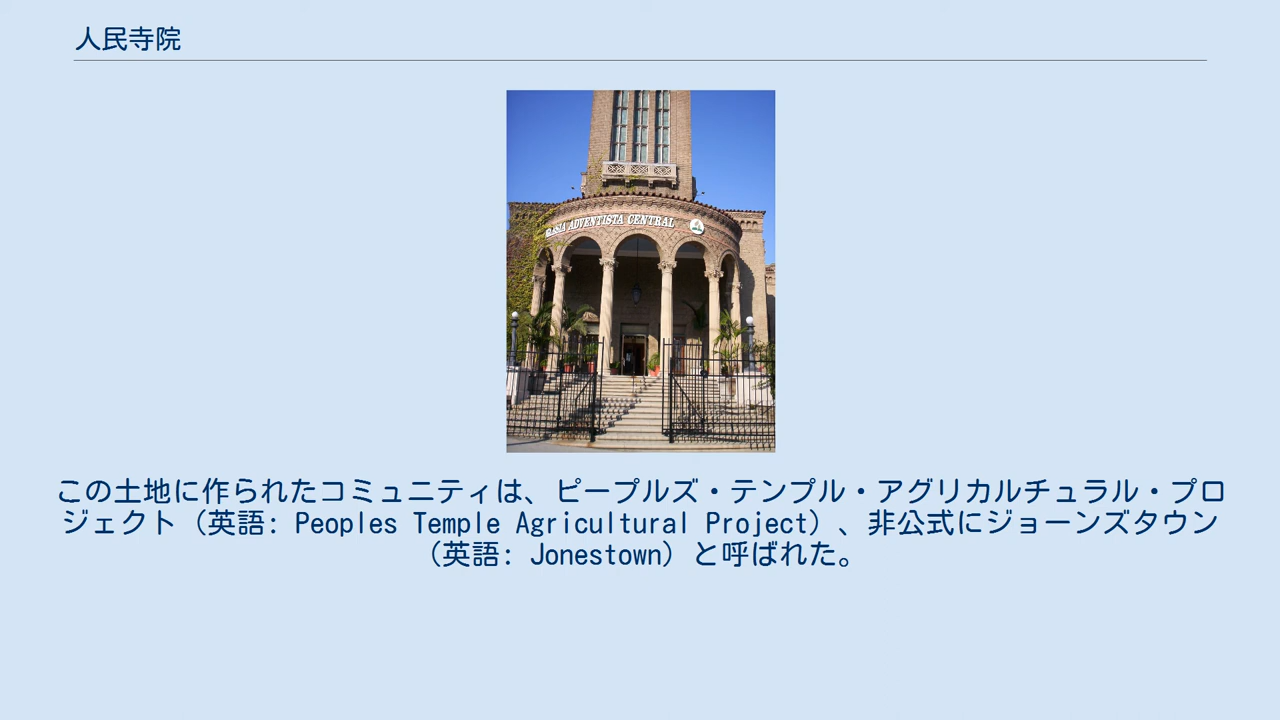 人民寺院
IGLESIA ADVENTISTA CENTRAL
この土地に作られたコミュニティは、ピープルズ・テンプル・アグリカルチュラル・プロ
ジェクト（英語: Peoples Temple Agricultural Project）、非公式にジョーンズタウン
（英語: Jonestown）と呼ばれた。